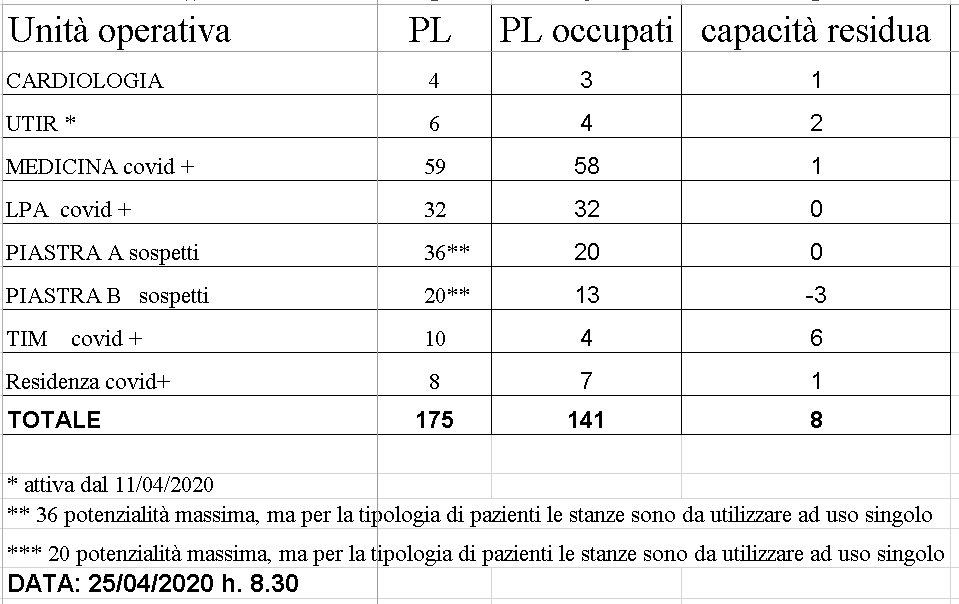 Unità operativa PL PL occupati capacità residua
CARDIOLOGIA 4 3 1
UTIR * 6 4 2
MEDICINA covid + 59 58 1
LPA covid + 32 32 0
PIASTRA A sospetti 36** 20 0
PIASTRA B sospetti 20** 13 -3
TIM covid + 10 4 6
Residenza covid+ 8 7 1
TOTALE 175 141 8
* attiva dal 11/04/2020
** 36 potenzialità massima, ma per la tipologia di pazienti le stanze sono da utilizzare ad uso singolo
*** 20 potenzialità massima, ma per la tipologia di pazienti le stanze sono da utilizzare ad uso singolo
DATA: 25/04/2020 h. 8.30